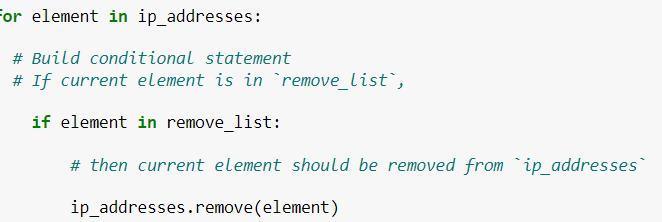 for element in ip_addresses:
# Build conditional statement
# If current element is in `remove_list`,
if element in remove_list:
# then current element should be removed from `ip_addresses`
ip_addresses.remove(element)